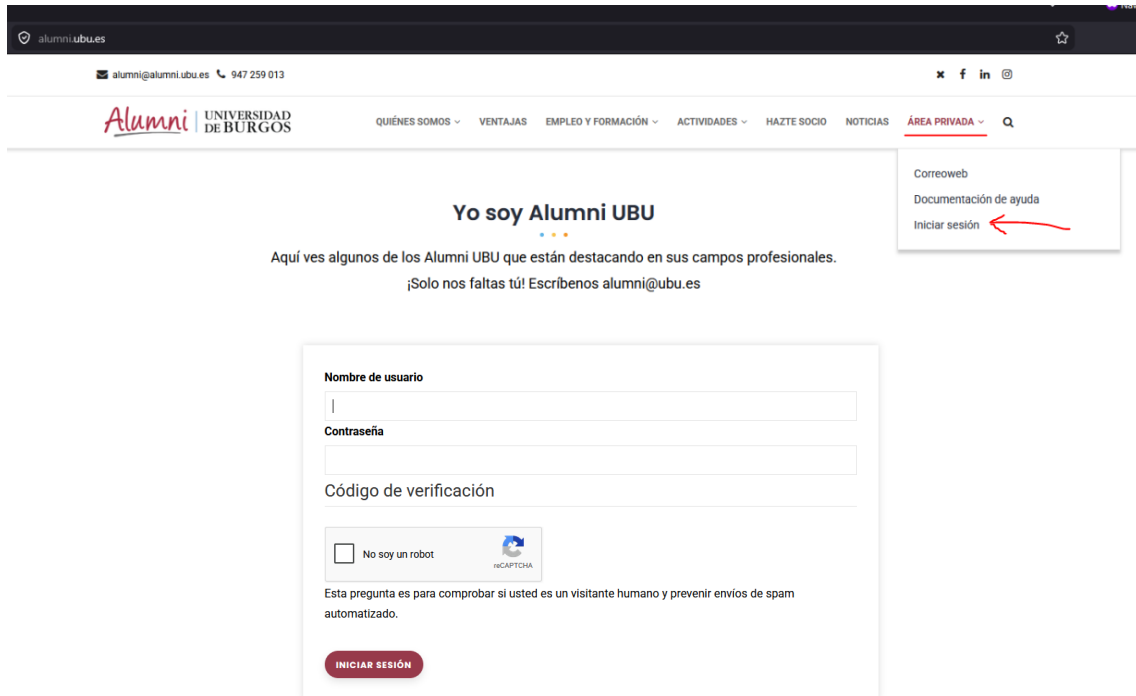 alumni.ubu.es
alumni@alumni.ubu.es 947 259 013
Alumni UNIVERSIDAD DE BURGOS
QUIÉNES SOMOS VENTAJAS EMPLEO Y FORMACIÓN ACTIVIDADES HAZTE SOCIO NOTICIAS ÁREA PRIVADA
Correoweb
Documentación de ayuda
Iniciar sesión
Yo soy Alumni UBU
Aquí ves algunos de los Alumni UBU que están destacando en sus campos profesionales.
¡Solo nos faltas tú! Escríbenos alumni@ubu.es
Nombre de usuario
Contraseña
Código de verificación
No soy un robot
reCAPTCHA
Esta pregunta es para comprobar si usted es un visitante humano y prevenir envíos de spam
automatizado.
INICIAR SESIÓN